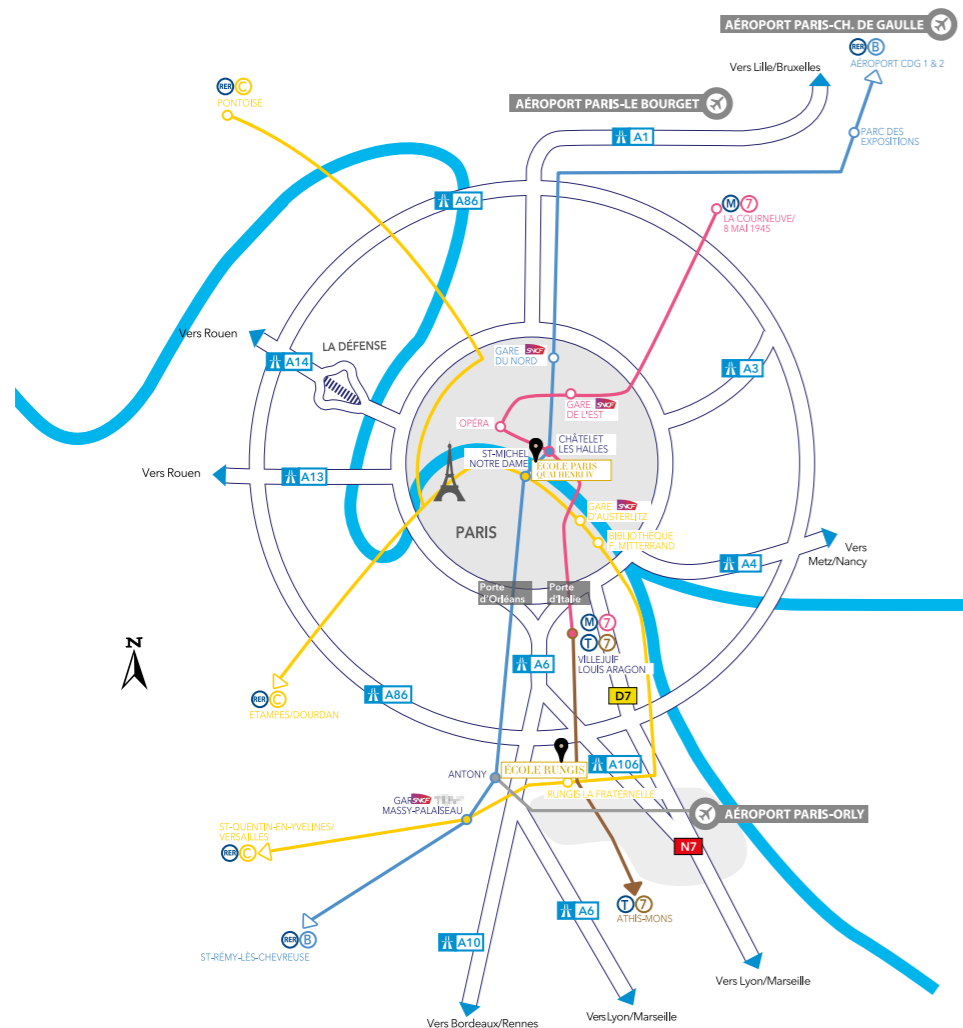 AÉROPORT PARIS-CH. DE GAULLE
RER B
AÉROPORT CDG 1 & 2
Vers Lille/Bruxelles
RER C
PONTOISE
AÉROPORT PARIS-LE BOURGET
A1
PARC DES
EXPOSITIONS
A86
M 7
LA COURNEUVE/
8 MAI 1945
Vers Rouen
LA DÉFENSE
A14
GARE SNCF
DU NORD
A3
GARE SNCF
DE L'EST
OPÉRA
CHÂTELET
LES HALLES
ST-MICHEL
NOTRE DAME
ÉCOLE PARIS
QUAI HENRI IV
Vers Rouen
A13
GARE SNCF
D'AUSTERLITZ
PARIS
BIBLIOTHÈQUE
F. MITTERRAND
Vers
Metz/Nancy
A4
Porte
d'Orléans
Porte
d'Italie
M 7
T 7
VILLEJUIF
LOUIS ARAGON
N
A6
D7
A86
RER C
ETAMPES/DOURDAN
ÉCOLE RUNGIS
A106
ANTONY
RUNGIS LA FRATERNELLE
GARE SNCF
MASSY-PALAISEAU
AÉROPORT PARIS-ORLY
ST-QUENTIN-EN-YVELINES/
VERSAILLES
RER C
N7
T 7
ATHIS-MONS
A6
RER B
ST-RÉMY-LÈS-CHEVREUSE
A10
Vers Lyon/Marseille
Vers Lyon/Marseille
Vers Bordeaux/Rennes